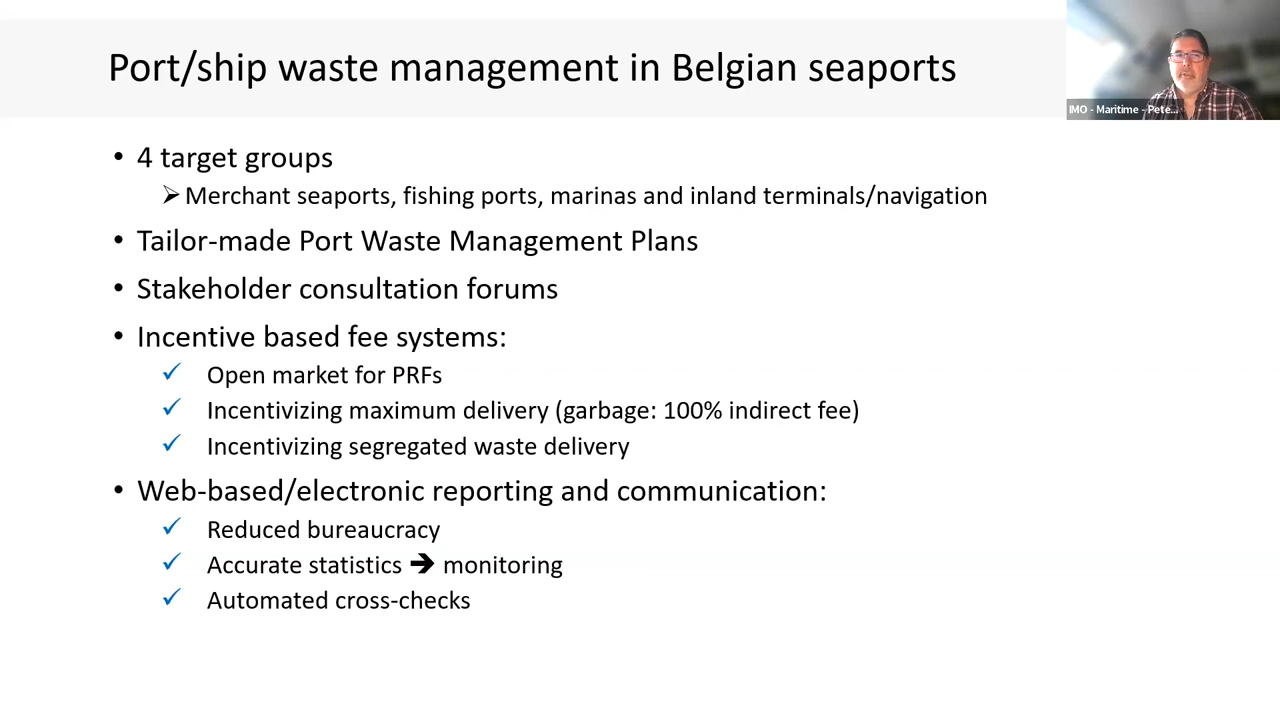 Port/ship waste management in Belgian seaports
IMO - Maritime - Pete...
• 4 target groups
➢ Merchant seaports, fishing ports, marinas and inland terminals/navigation
• Tailor-made Port Waste Management Plans
• Stakeholder consultation forums
• Incentive based fee systems:
✓ Open market for PRFs
✓ Incentivizing maximum delivery (garbage: 100% indirect fee)
✓ Incentivizing segregated waste delivery
• Web-based/electronic reporting and communication:
✓ Reduced bureaucracy
✓ Accurate statistics ➔ monitoring
✓ Automated cross-checks